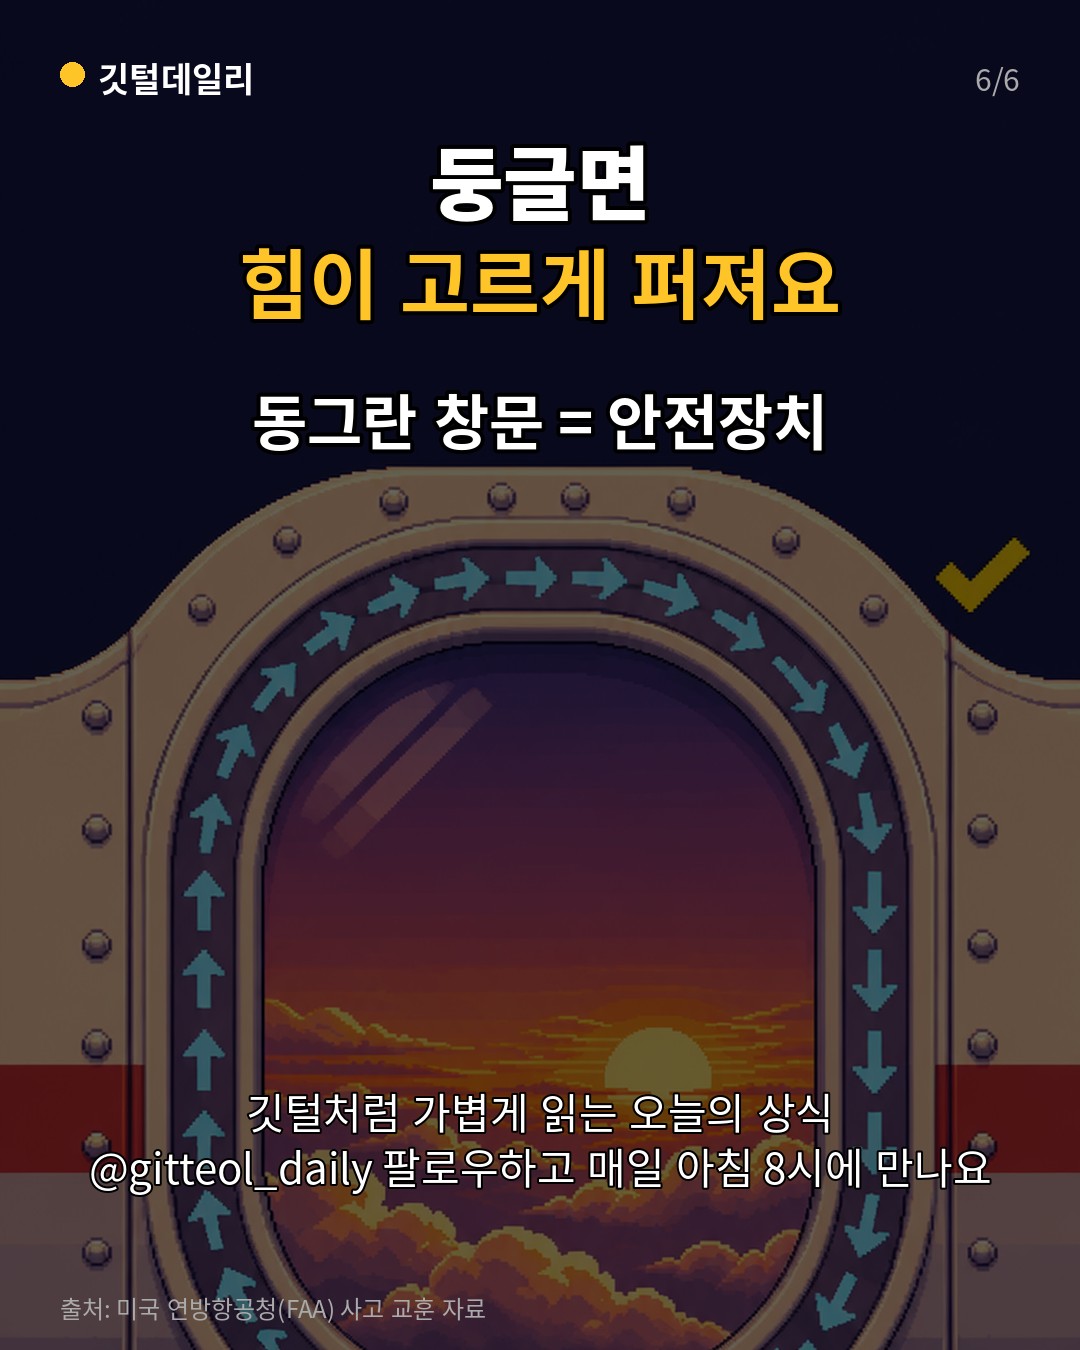 깃털데일리
6/6
둥글면
힘이 고르게 퍼져요
동그란 창문 = 안전장치
깃털처럼 가볍게 읽는 오늘의 상식
@gitteol_daily 팔로우하고 매일 아침 8시에 만나요
출처: 미국 연방항공청(FAA) 사고 교훈 자료